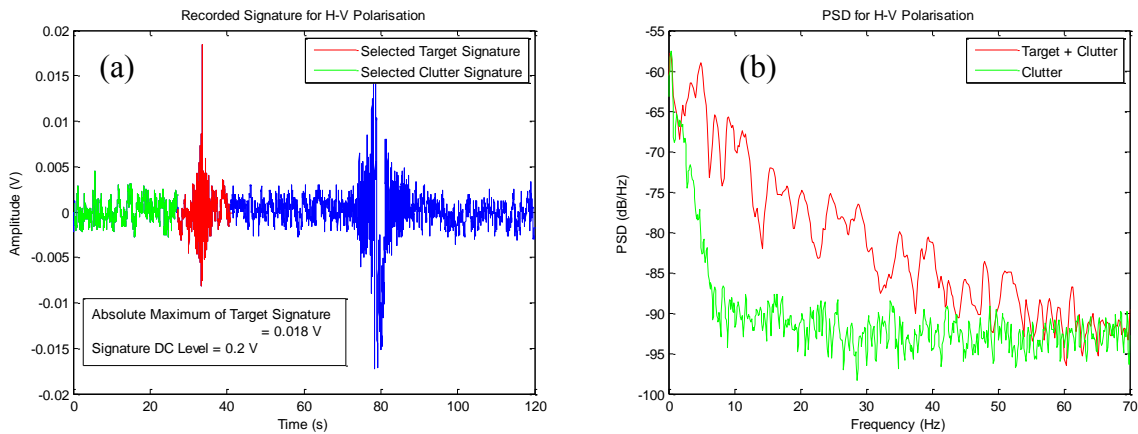 Recorded Signature for H-V Polarisation
(a)
Selected Target Signature
Selected Clutter Signature
Amplitude (V)
0.02
0.015
0.01
0.005
0
-0.005
-0.01
-0.015
-0.02
Absolute Maximum of Target Signature
= 0.018 V
Signature DC Level = 0.2 V
0 20 40 60 80 100 120
Time (s)
PSD for H-V Polarisation
(b)
Target + Clutter
Clutter
PSD (dB/Hz)
-55
-60
-65
-70
-75
-80
-85
-90
-95
-100
0 10 20 30 40 50 60 70
Frequency (Hz)